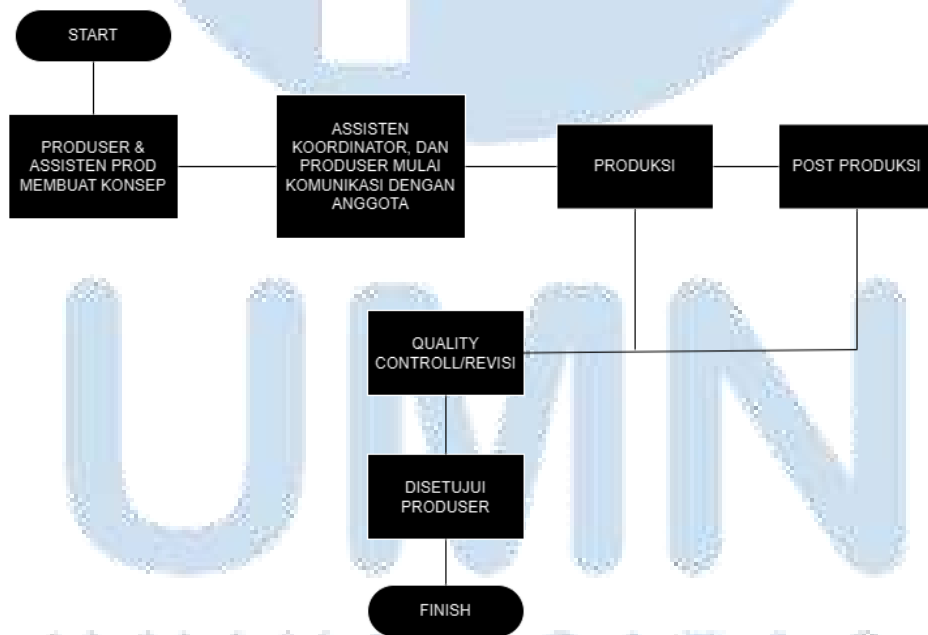 START
PRODUSER &
ASSISTEN PROD
MEMBUAT KONSEP
ASSISTEN
KOORDINATOR, DAN
PRODUSER MULAI
KOMUNIKASI DENGAN
ANGGOTA
PRODUKSI
POST PRODUKSI
QUALITY
CONTROLL/REVISI
DISETUJUI
PRODUSER
FINISH
UMN